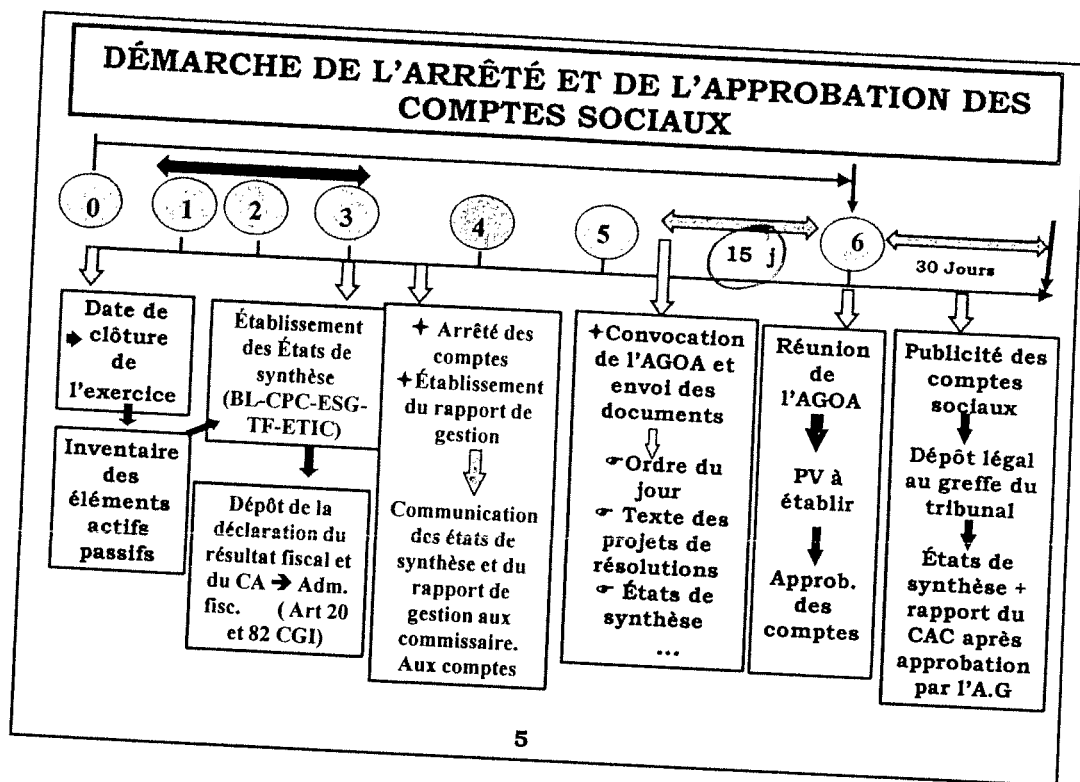 DÉMARCHE DE L'ARRÊTÉ ET DE L'APPROBATION DES
COMPTES SOCIAUX
0
1
2
3
4
5
15 j
6
30 Jours
Date de
clôture
de
l'exercice
Inventaire
des
éléments
actifs
passifs
Établissement
des États de
synthèse
(BL-CPC-ESG-
TF-ETIC)
Dépôt de la
déclaration du
résultat fiscal et
du CA ➔ Adm.
fisc. ( Art 20
et 82 CGI)
+ Arrêté des
comptes
+Établissement
du rapport de
gestion
Communication
des états de
synthèse et du
rapport de
gestion aux
commissaire.
Aux comptes
+Convocation
de l'AGOA et
envoi des
documents
☞Ordre du
jour
☞ Texte des
projets de
résolutions
☞ États de
synthèse
...
Réunion
de
l'AGOA
PV à
établir
Approb.
des
comptes
Publicité des
comptes
sociaux
Dépôt légal
au greffe du
tribunal
États de
synthèse +
rapport du
CAC après
approbation
par l'A.G
5